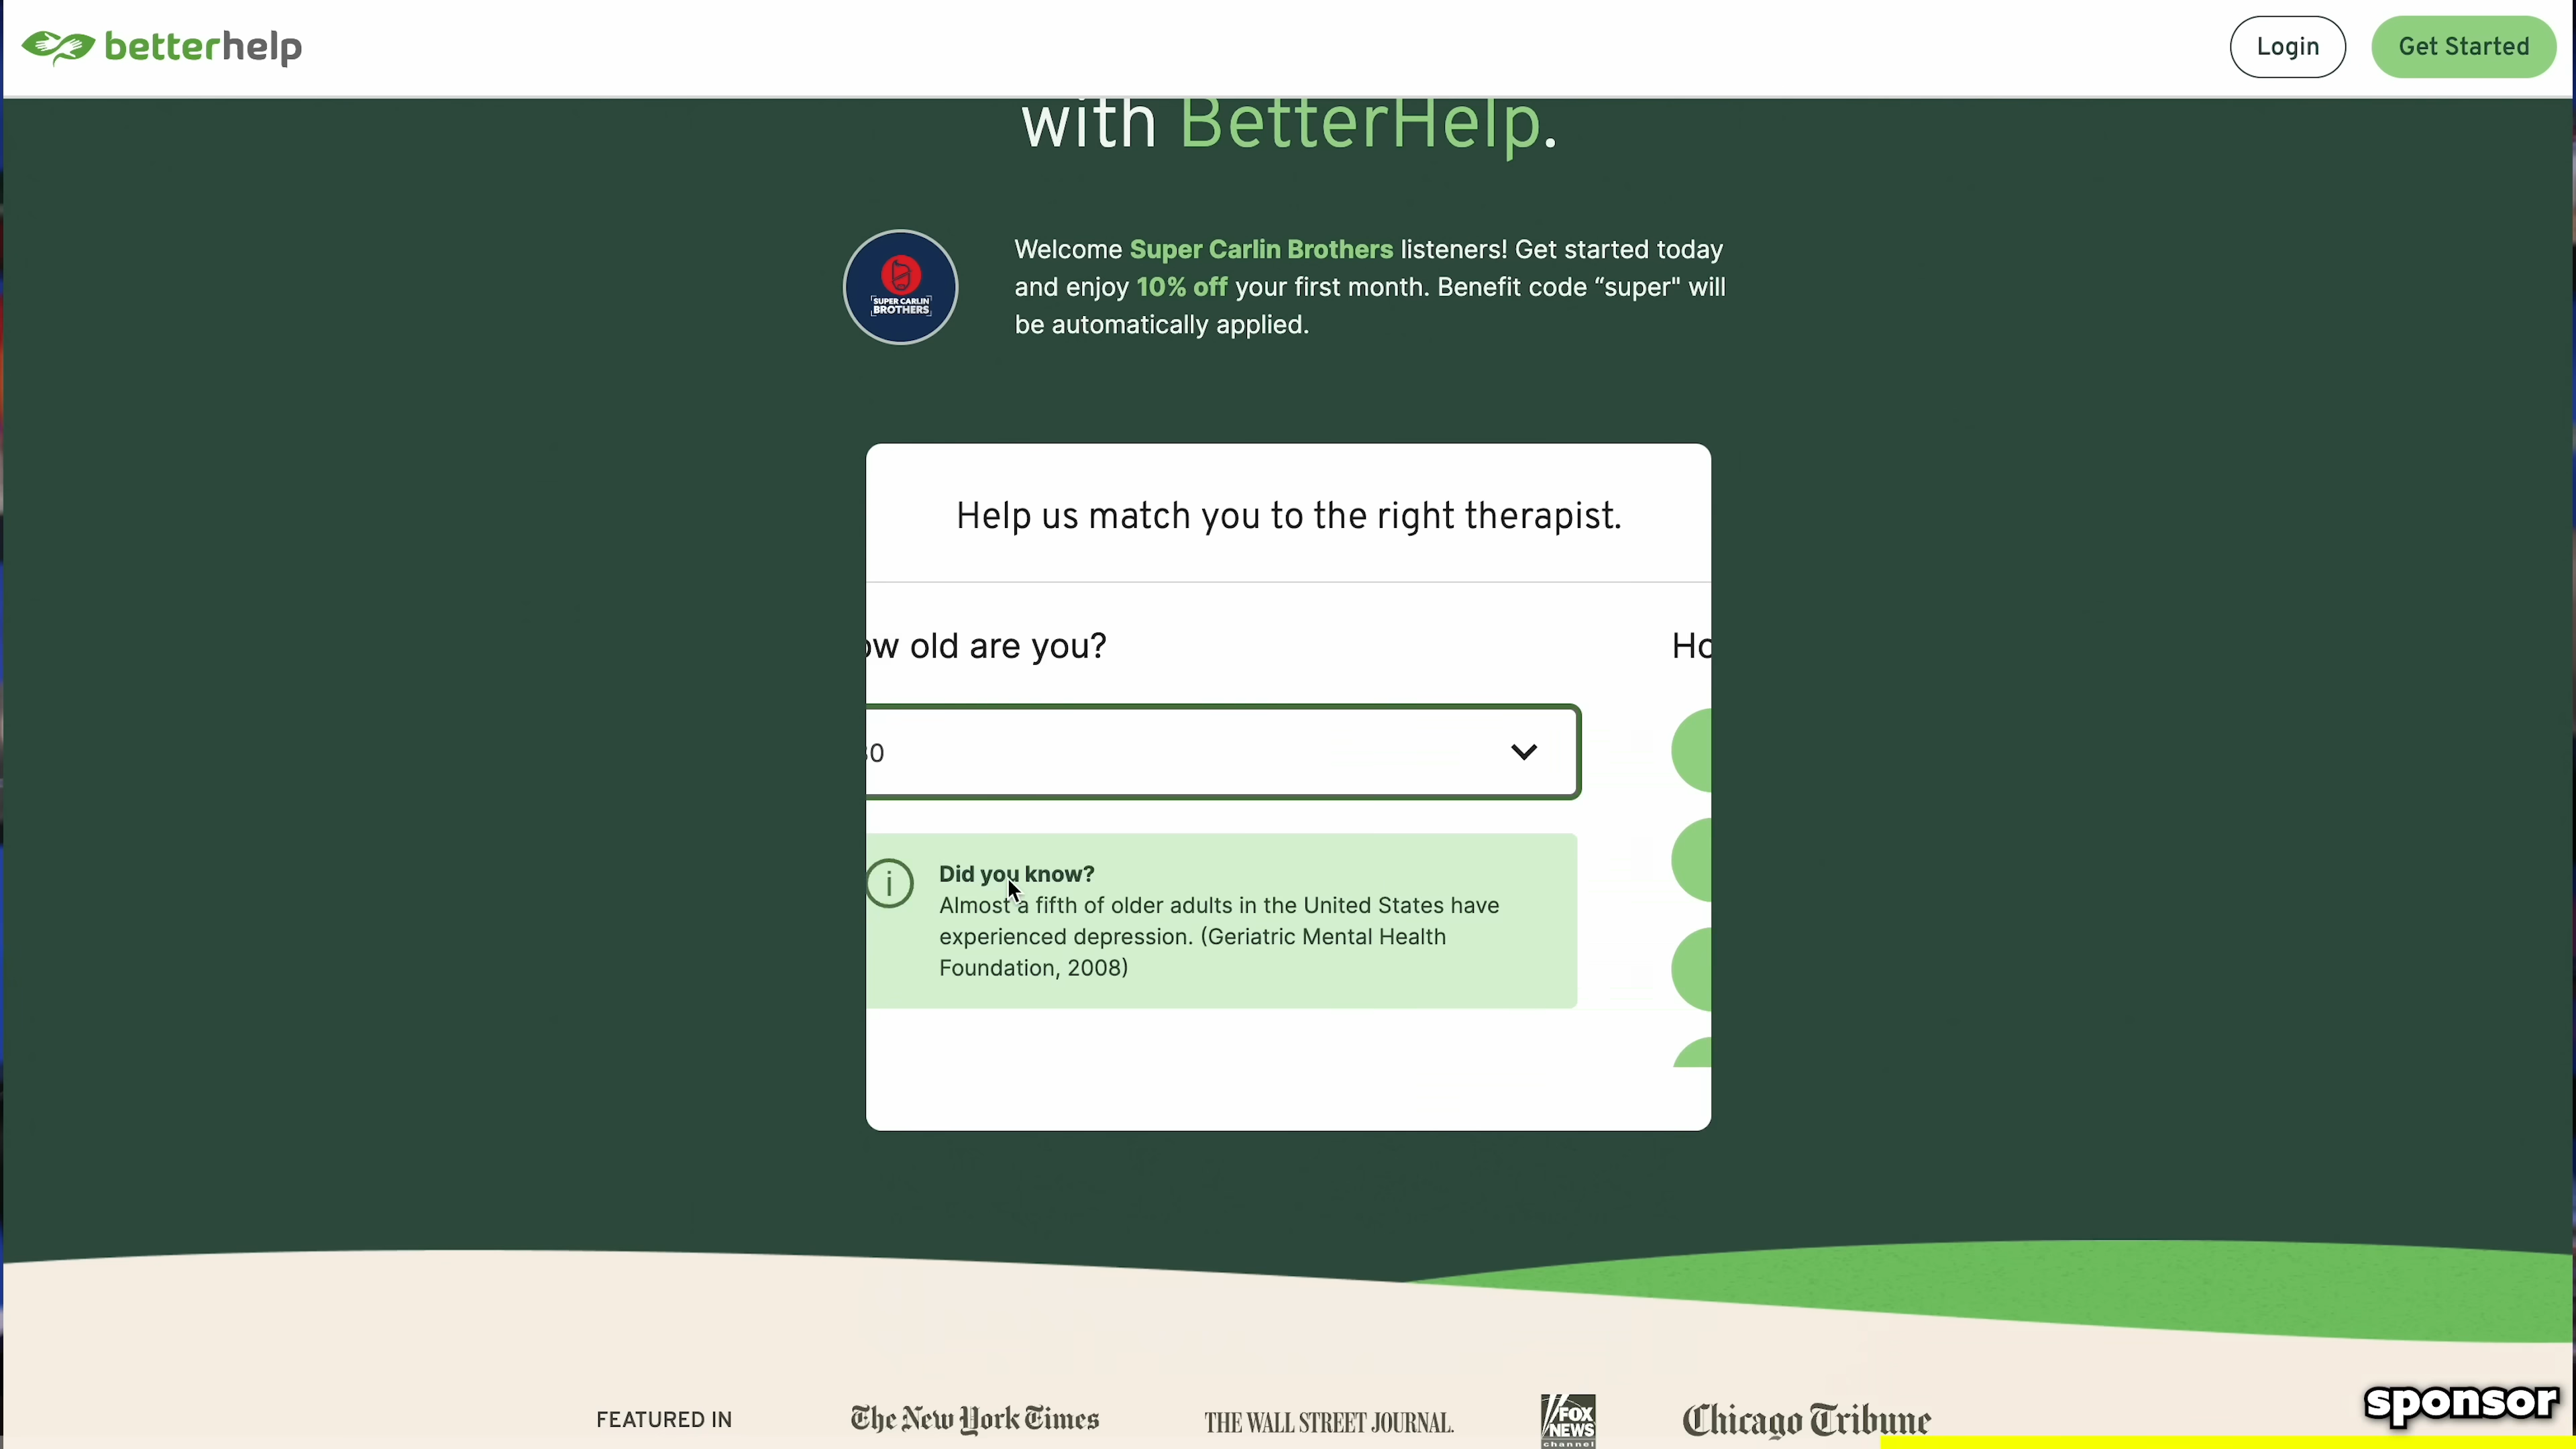 betterhelp
Login
Get Started
with BetterHelp.
SUPER CARLIN
BROTHERS
Welcome Super Carlin Brothers listeners! Get started today
and enjoy 10% off your first month. Benefit code “super" will
be automatically applied.
Help us match you to the right therapist.
ow old are you?
Ho
0
Did you know?
Almost a fifth of older adults in the United States have
experienced depression. (Geriatric Mental Health
Foundation, 2008)
FEATURED IN
The New York Times
THE WALL STREET JOURNAL.
FOX
NEWS
channel
Chicago Tribune
sponsor